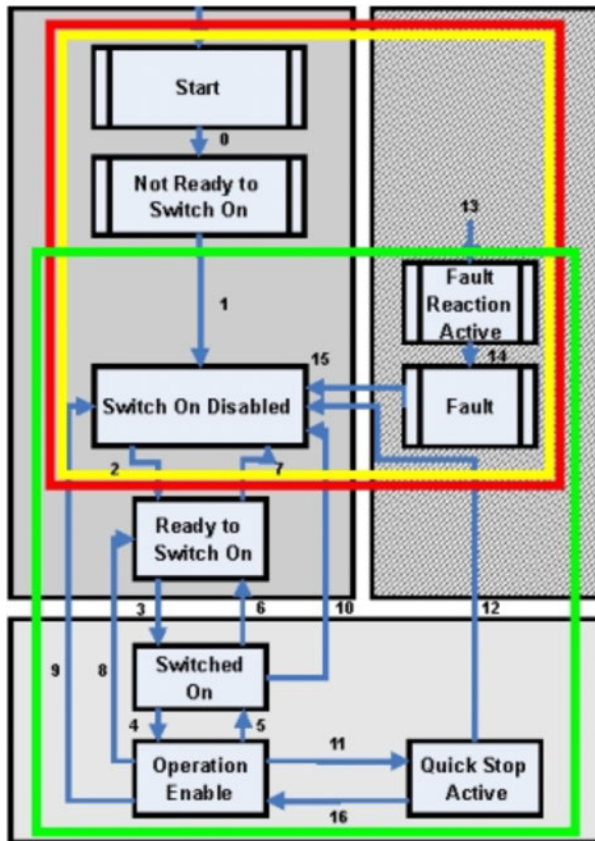 Start
0
Not Ready to
Switch On
13
Fault
Reaction
Active
1
14
15
Switch On Disabled
Fault
2
7
Ready to
Switch On
3
6
10
12
9
8
Switched
On
4
5
11
Operation
Enable
Quick Stop
Active
16